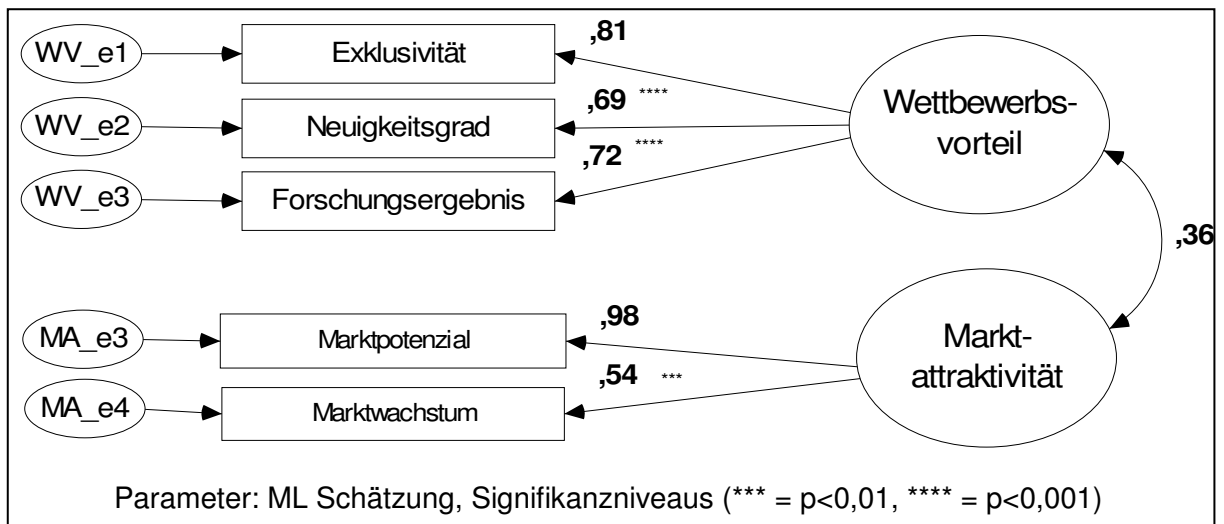 WV_e1
Exklusivität
,81
WV_e2
Neuigkeitsgrad
,69 ****
WV_e3
Forschungsergebnis
,72 ****
Wettbewerbs-
vorteil
,36
MA_e3
Marktpotenzial
,98
MA_e4
Marktwachstum
,54 ***
Markt-
attraktivität
Parameter: ML Schätzung, Signifikanzniveaus (*** = p<0,01, **** = p<0,001)